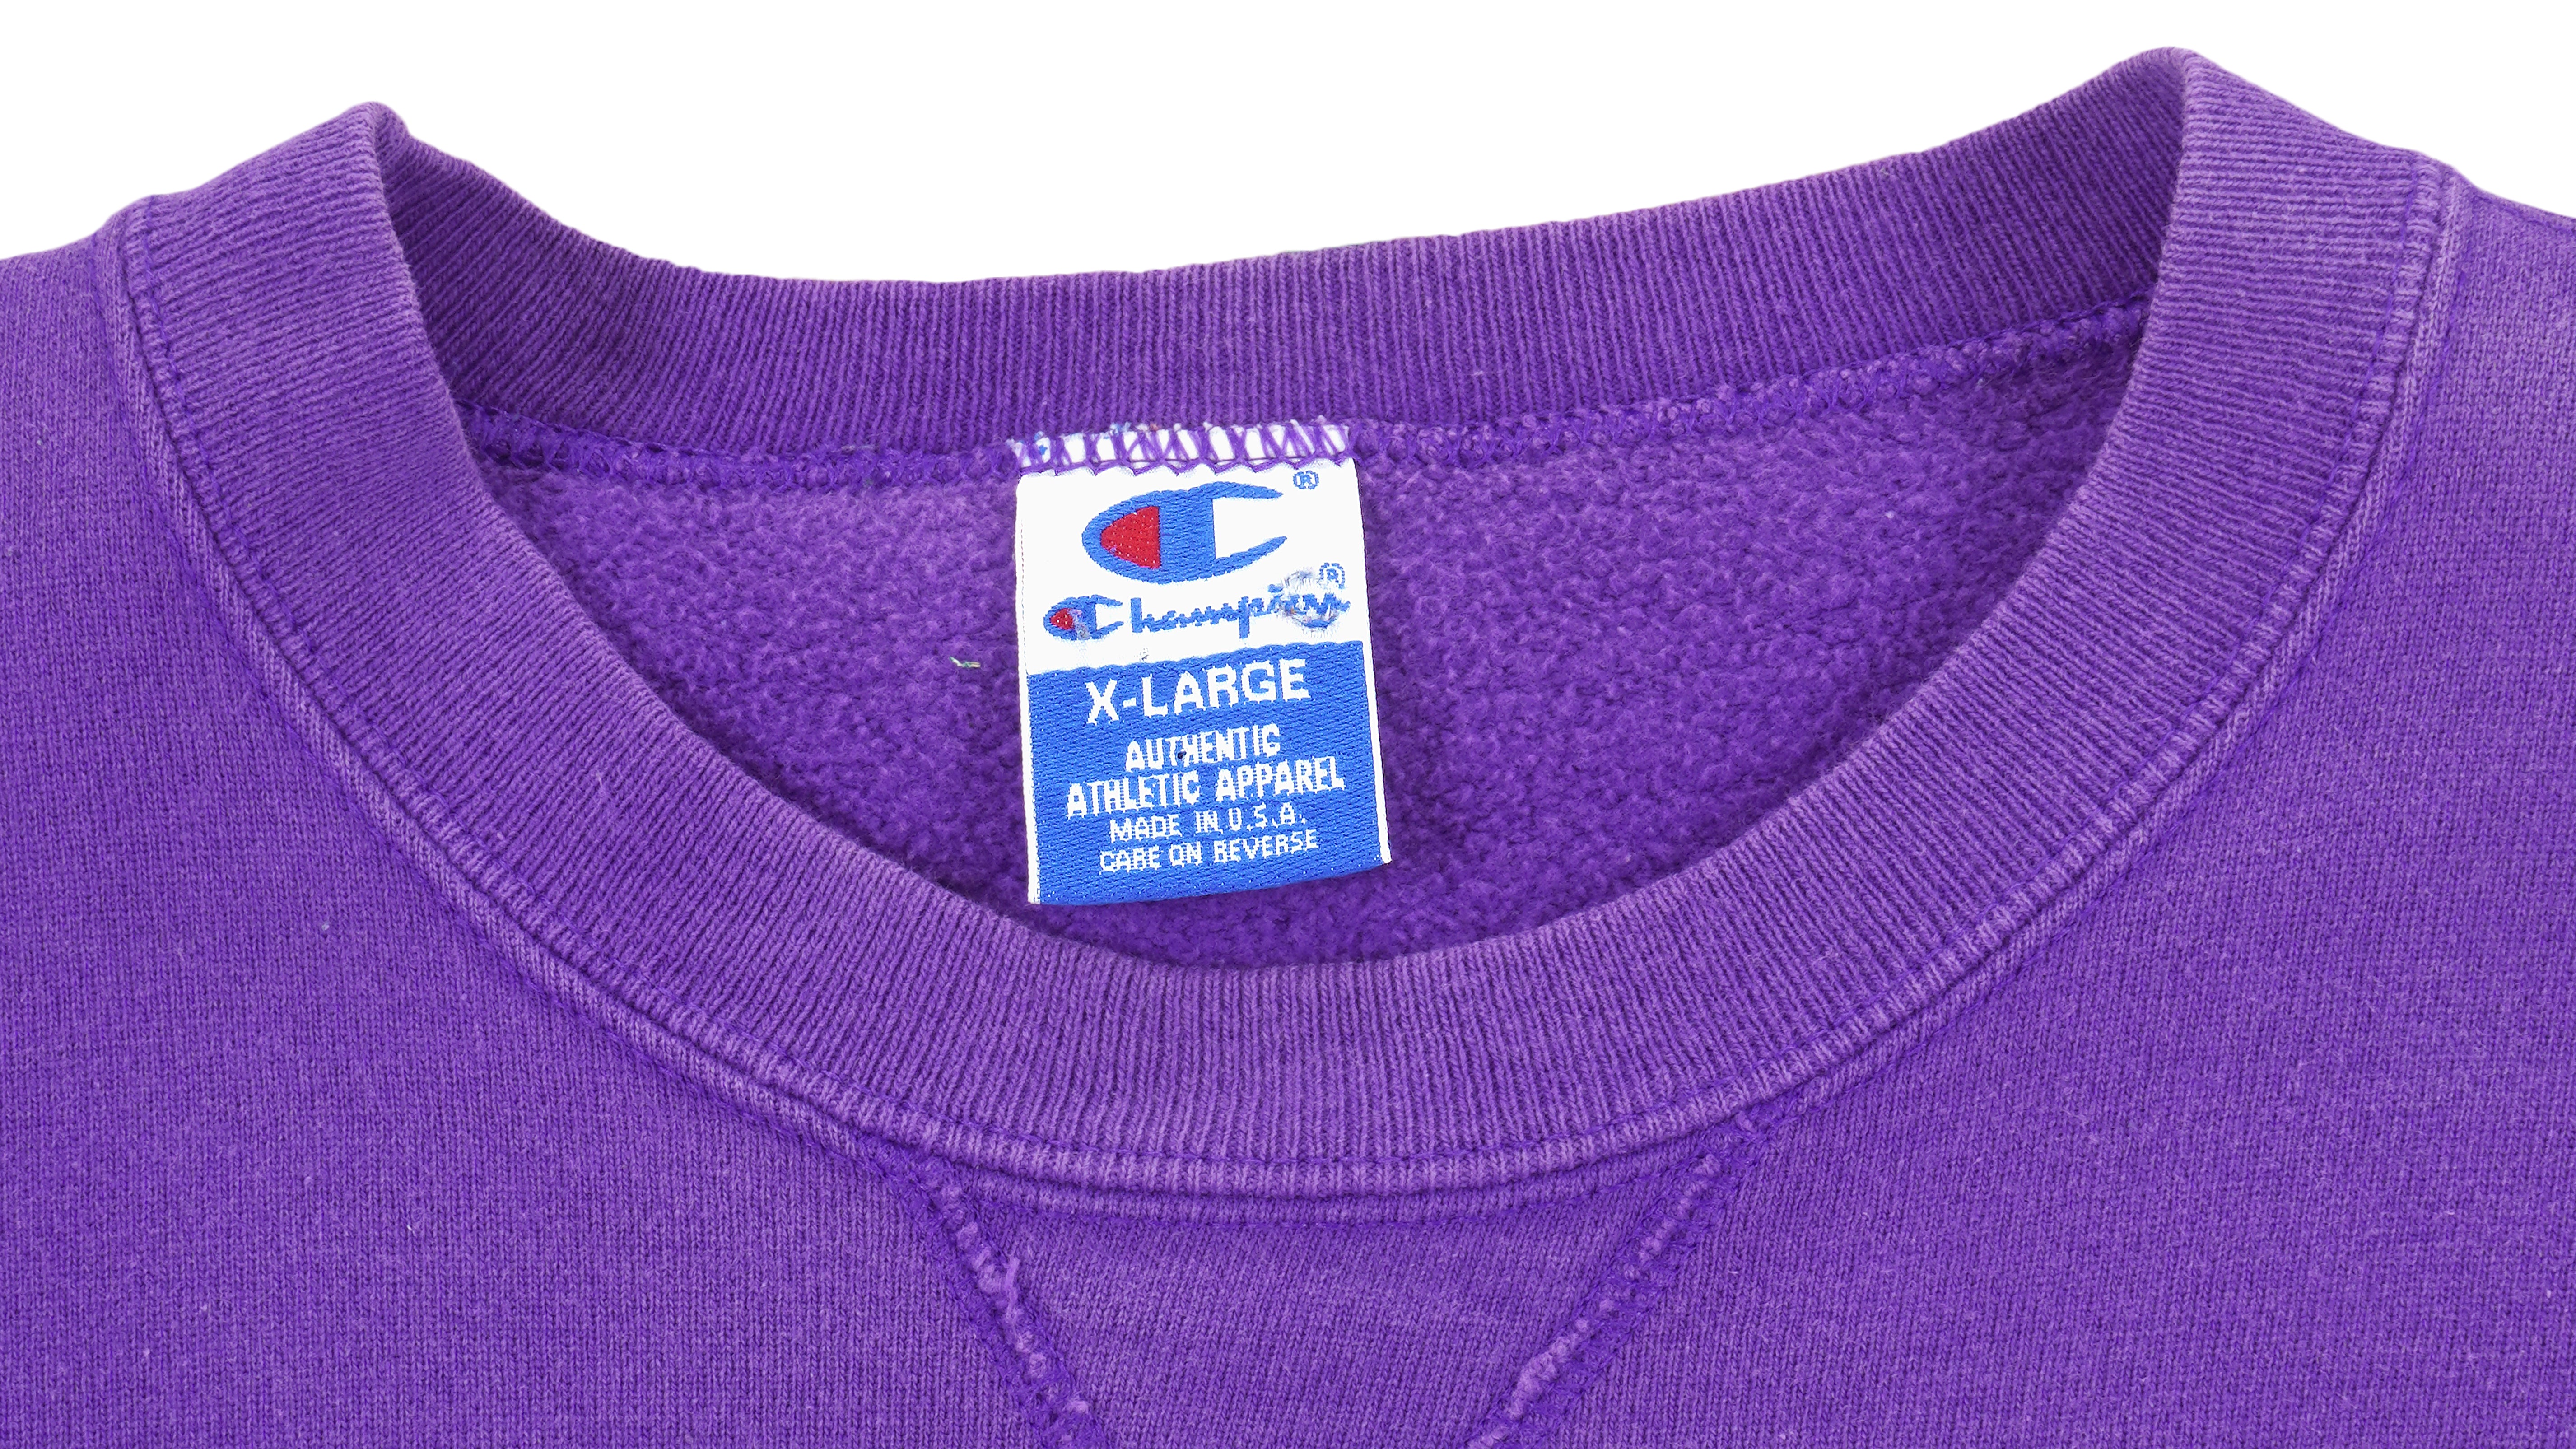 ®
Champion®
X-LARGE
AUTHENTIC
ATHLETIC APPAREL
MADE IN U.S.A.
CARE ON REVERSE